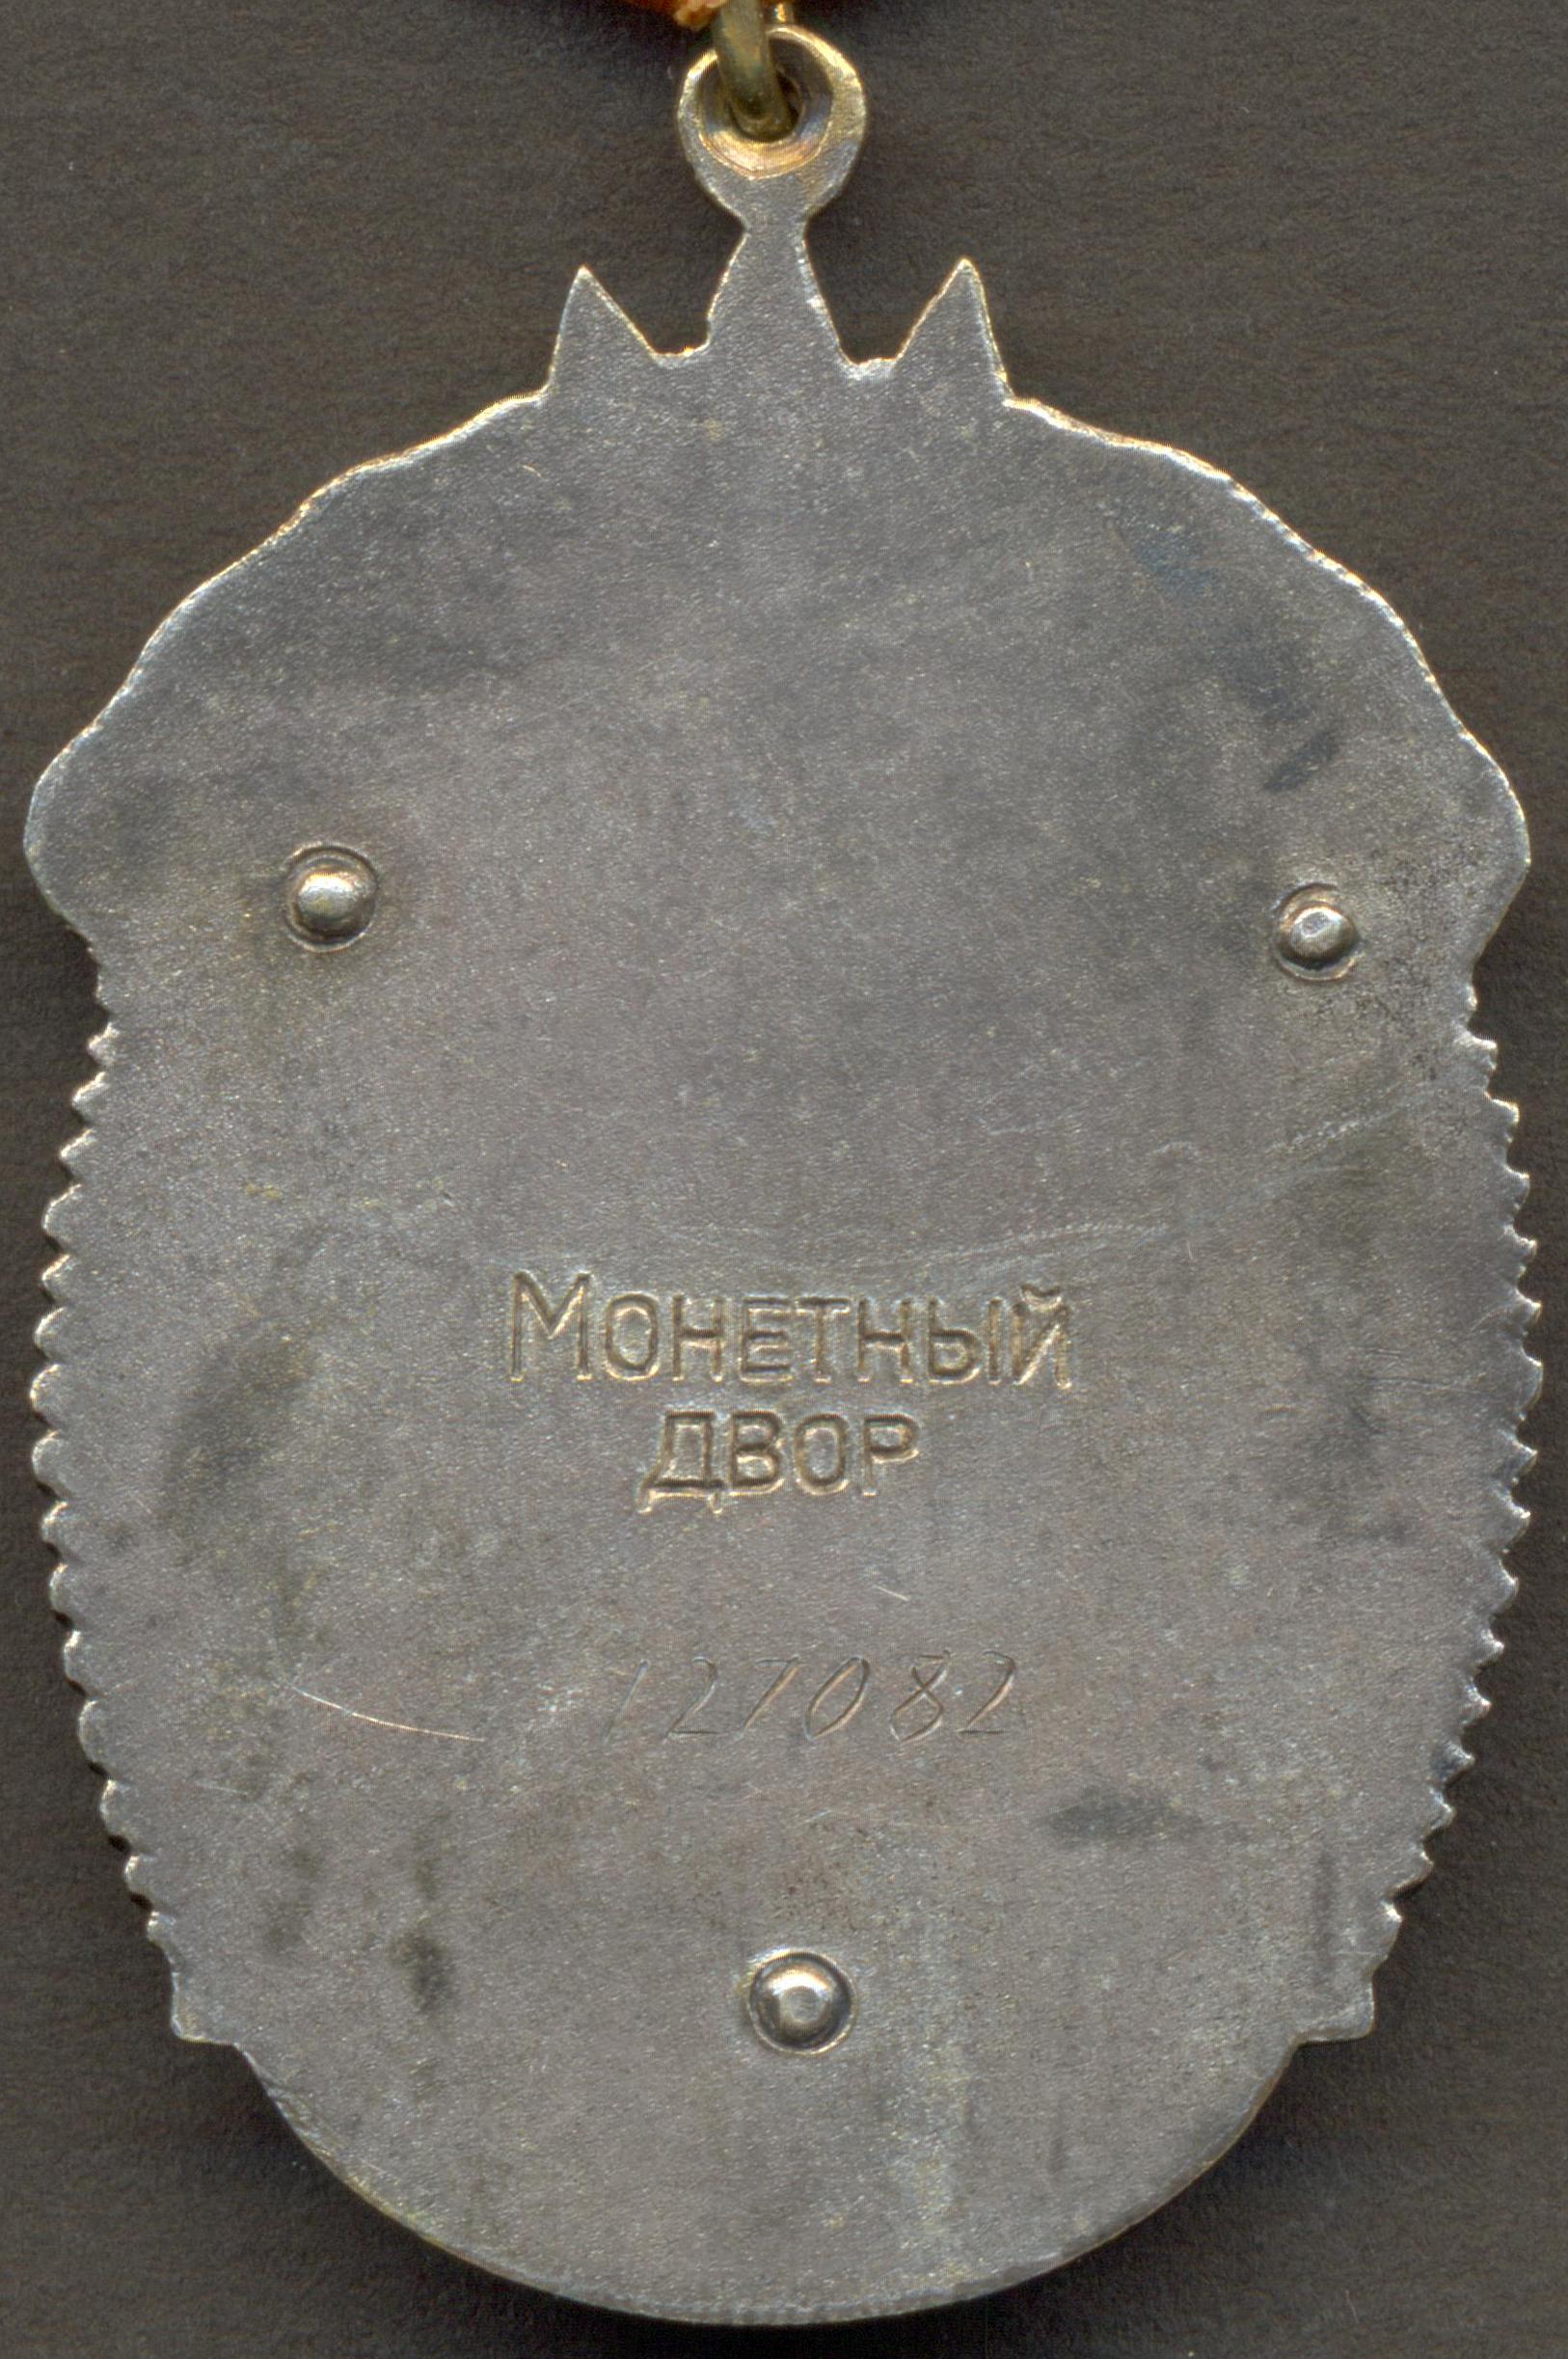 Монетный
двор
127082